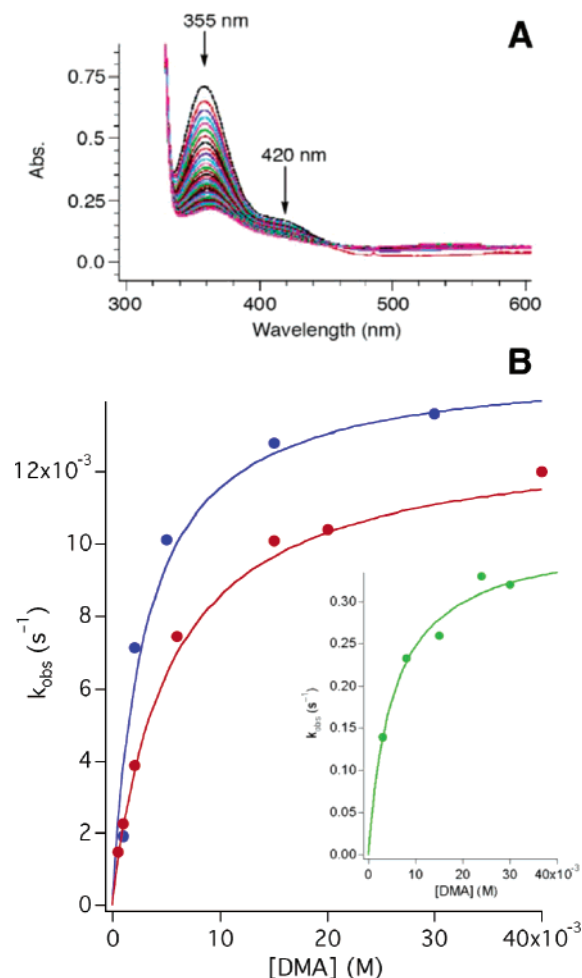 355 nm
A
0.75
420 nm
0.50
Abs.
0.25
0.0
300 400 500 600
Wavelength (nm)
B
12x10⁻³
10
8
6
4
2
0
k_obs (s⁻¹)
0 10 20 30 40x10⁻³
[DMA] (M)
0.30
0.25
0.20
0.15
0.10
0.05
0.00
k_obs (s⁻¹)
0 10 20 30 40x10⁻³
[DMA] (M)